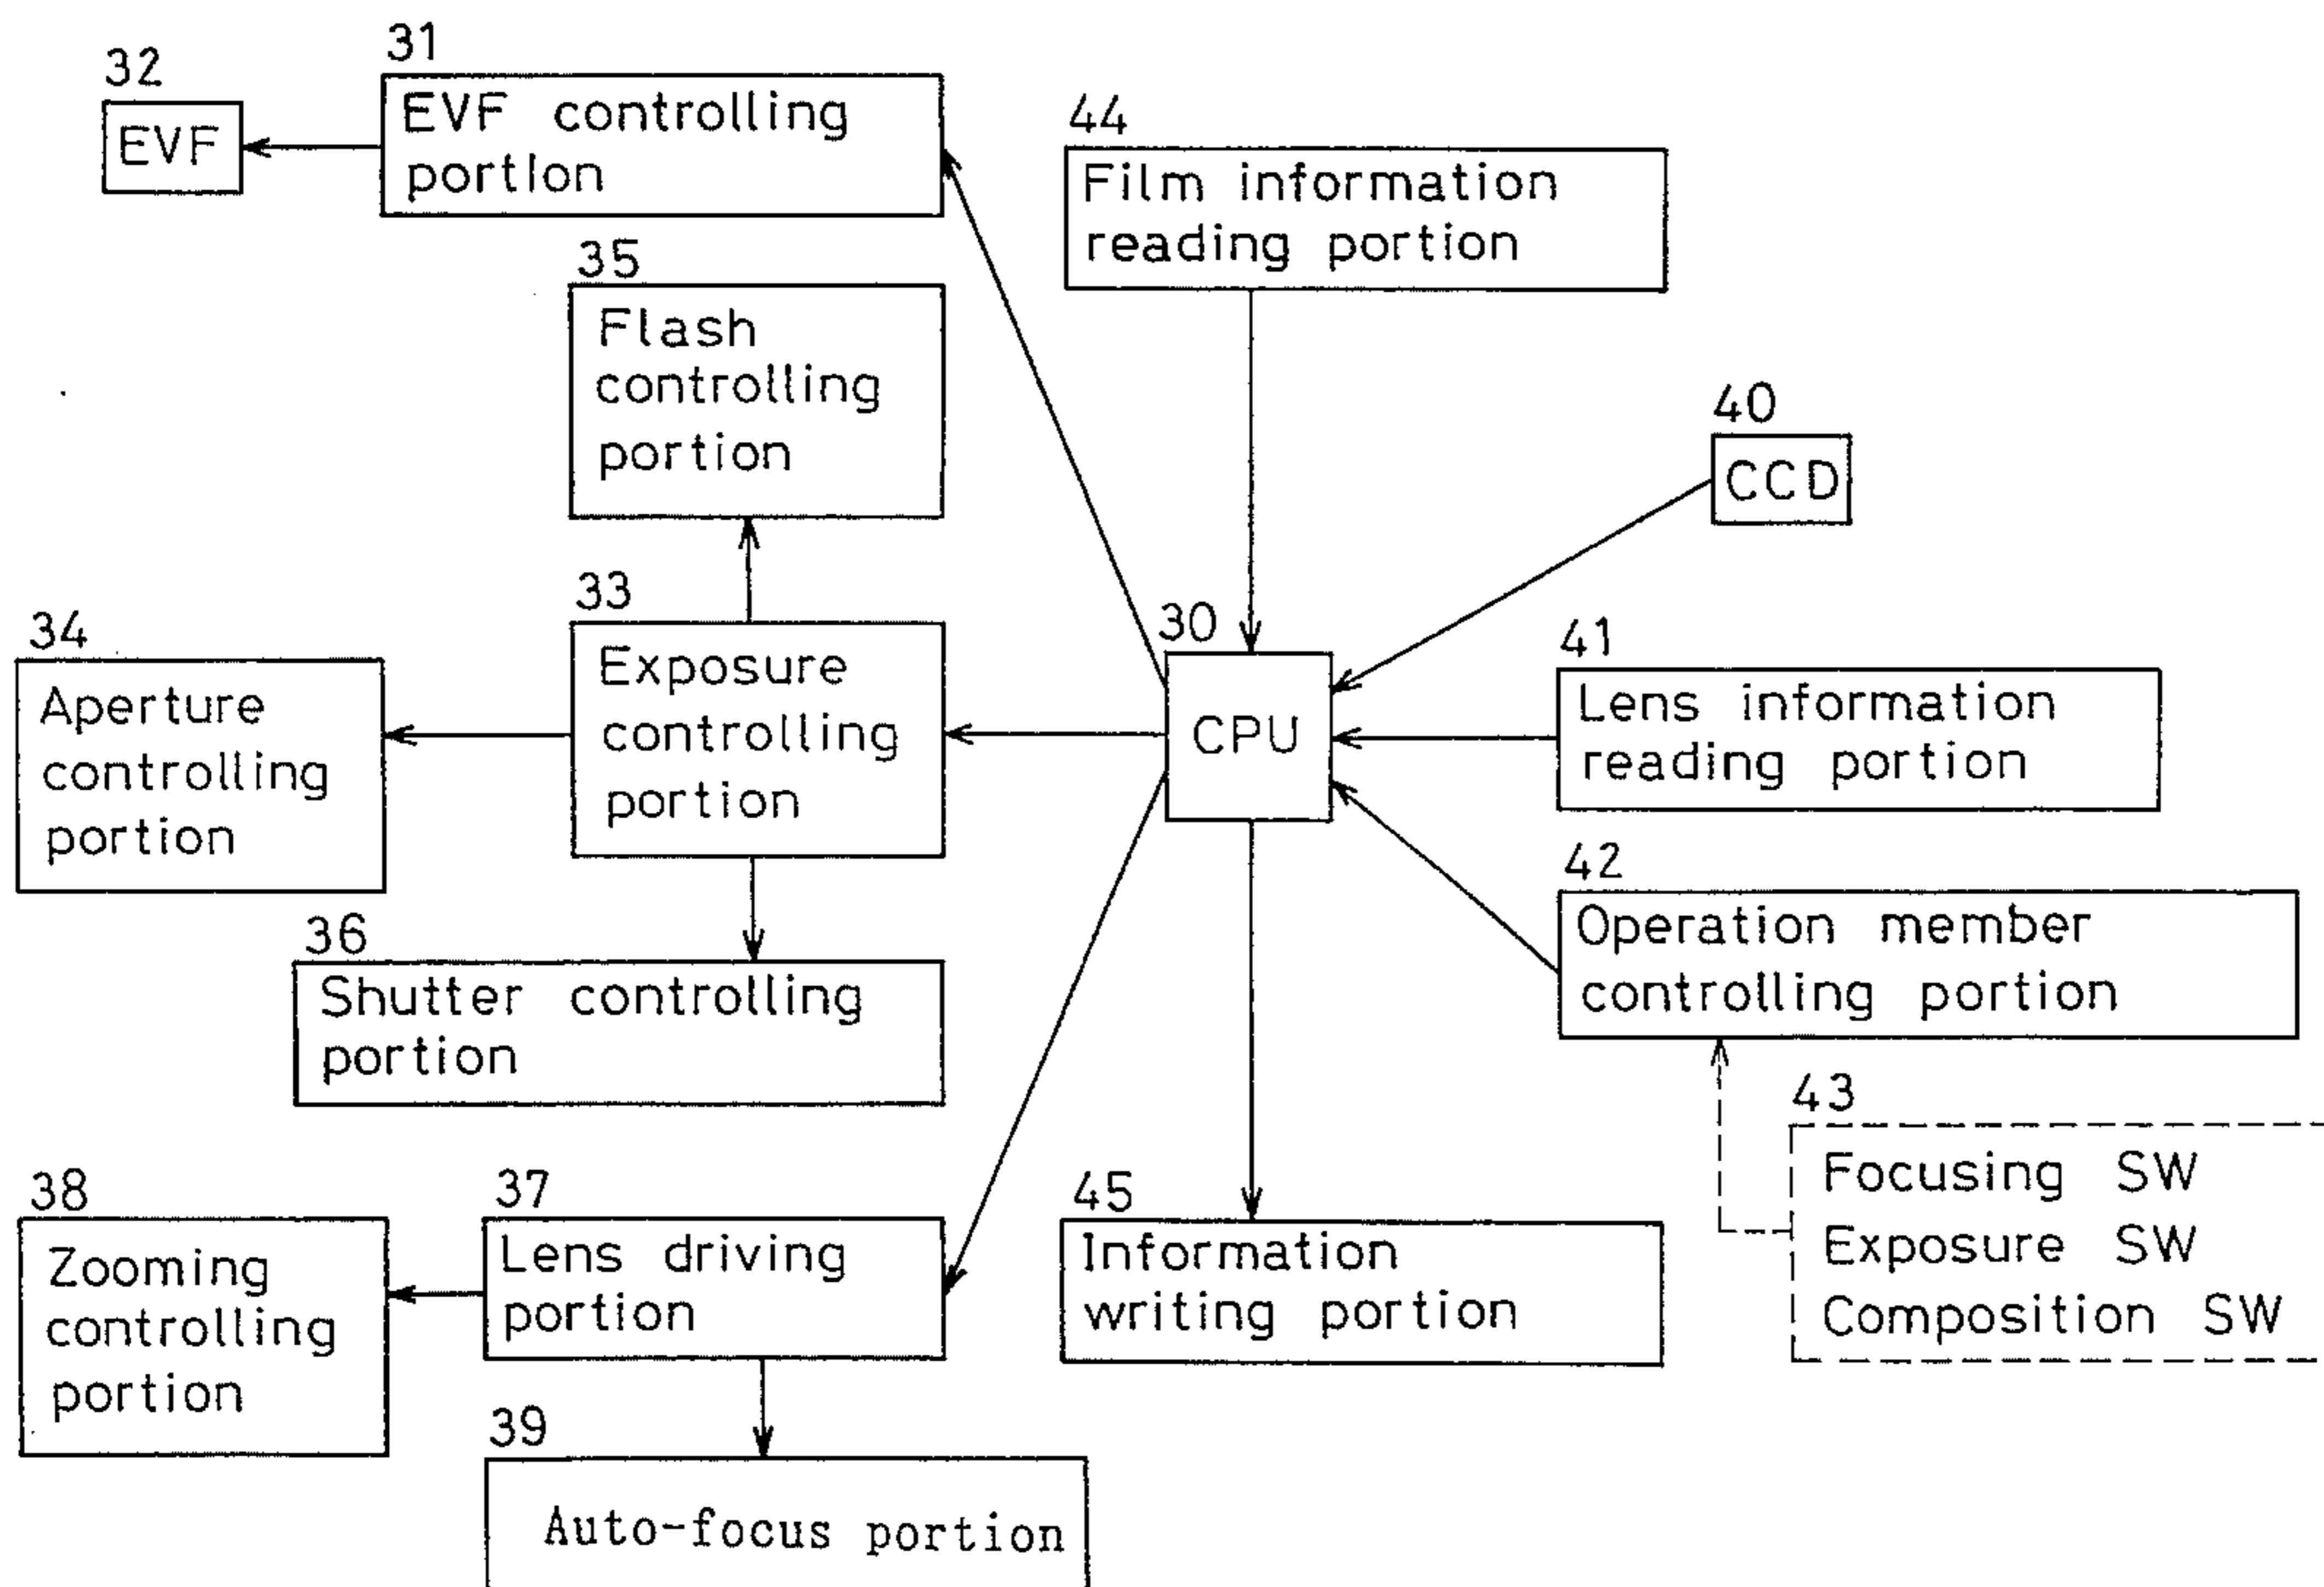 32
EVF
31
EVF controlling
portion
35
Flash
controlling
portion
44
Film information
reading portion
40
CCD
34
Aperture
controlling
portion
33
Exposure
controlling
portion
30
CPU
41
Lens information
reading portion
36
Shutter controlling
portion
42
Operation member
controlling portion
43
Focusing SW
Exposure SW
Composition SW
38
Zooming
controlling
portion
37
Lens driving
portion
45
Information
writing portion
39
Auto-focus portion